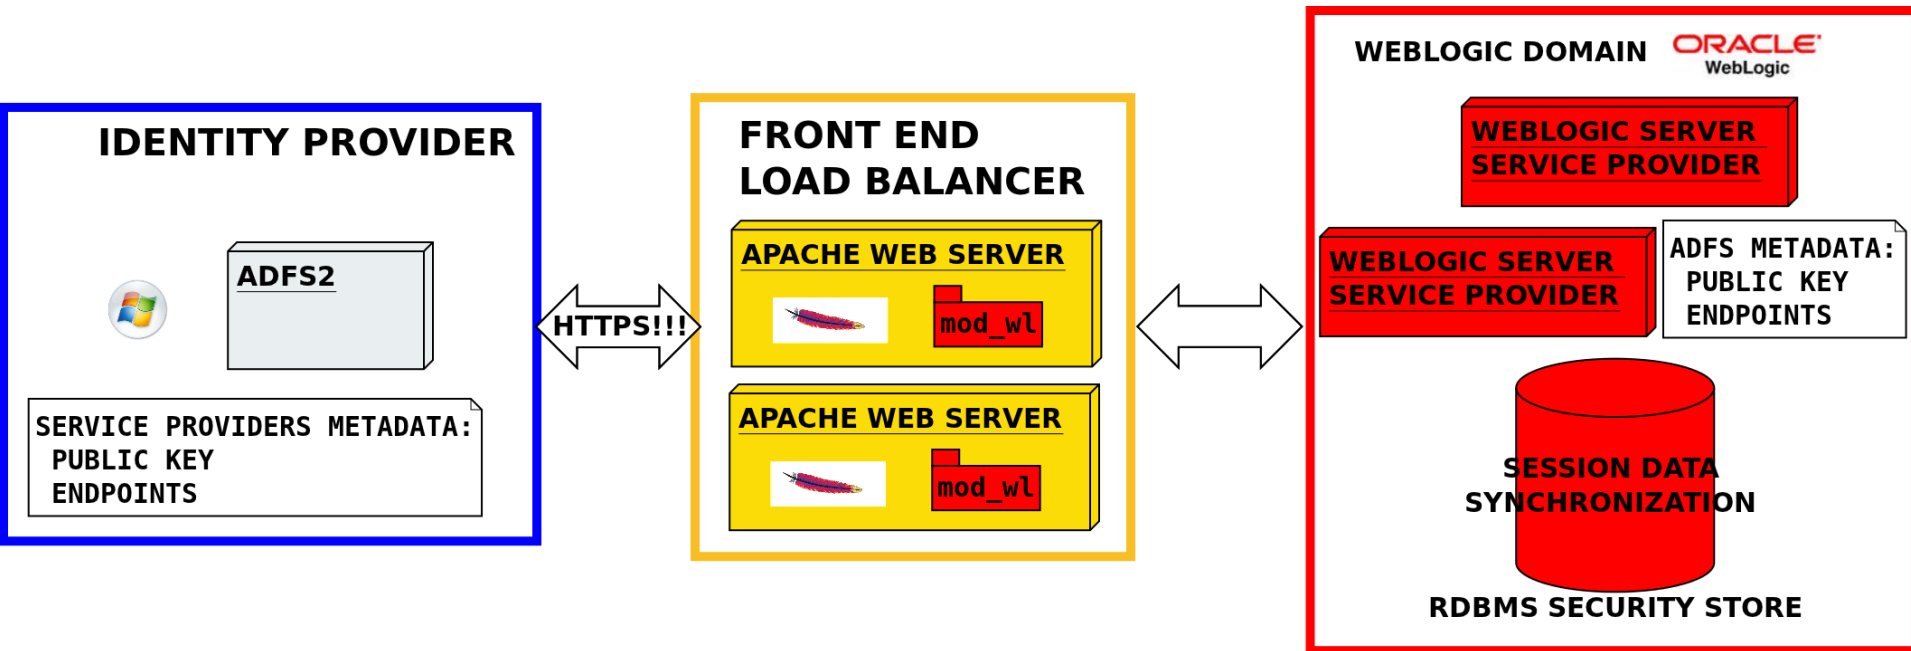 IDENTITY PROVIDER
ADFS2
SERVICE PROVIDERS METADATA:
PUBLIC KEY
ENDPOINTS
HTTPS!!!
FRONT END
LOAD BALANCER
APACHE WEB SERVER
mod_wl
APACHE WEB SERVER
mod_wl
WEBLOGIC DOMAIN
ORACLE
WebLogic
WEBLOGIC SERVER
SERVICE PROVIDER
WEBLOGIC SERVER
SERVICE PROVIDER
ADFS METADATA:
PUBLIC KEY
ENDPOINTS
SESSION DATA
SYNCHRONIZATION
RDBMS SECURITY STORE